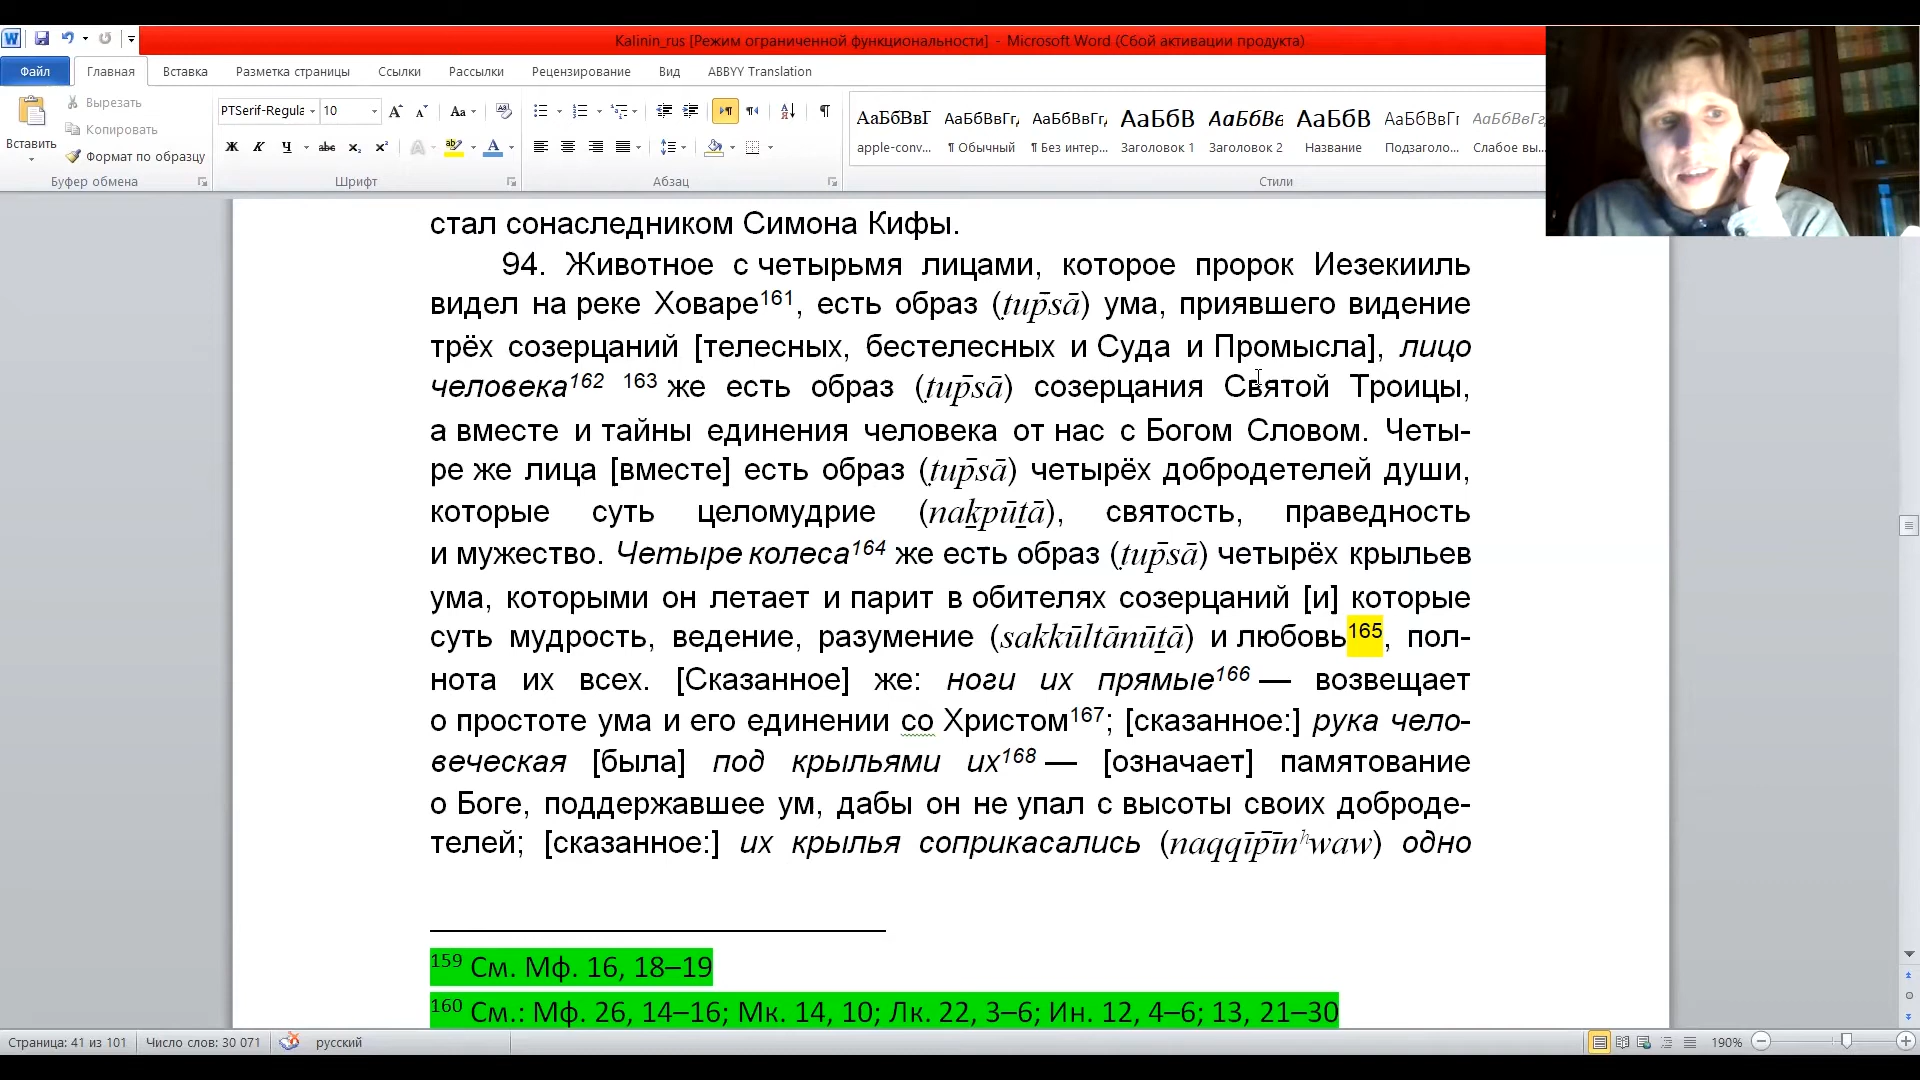 Kalinin_rus [Режим ограниченной функциональности] - Microsoft Word (Сбой активации продукта)
Файл Главная Вставка Разметка страницы Ссылки Рассылки Рецензирование Вид ABBYY Translation
Вставить
Вырезать
Копировать
Формат по образцу
Буфер обмена
PTSerif-Regula 10
Шрифт
Абзац
АаБбВвГ АаБбВвГг, АаБбВвГг, АаБбВ АаБбВв АаБбВ АаБбВвГг АаБбВвГг
apple-conv... ¶ Обычный ¶ Без интер... Заголовок 1 Заголовок 2 Название Подзаголо... Слабое вы...
Стили
стал сонаследником Симона Кифы.
94. Животное с четырьмя лицами, которое пророк Иезекииль
видел на реке Ховаре161, есть образ (ṭup̄sā) ума, приявшего видение
трёх созерцаний [телесных, бестелесных и Суда и Промысла], лицо
человека162 163 же есть образ (ṭup̄sā) созерцания Святой Троицы,
а вместе и тайны единения человека от нас с Богом Словом. Четы-
ре же лица [вместе] есть образ (ṭup̄sā) четырёх добродетелей души,
которые суть целомудрие (naḵpūṯā), святость, праведность
и мужество. Четыре колеса164 же есть образ (ṭup̄sā) четырёх крыльев
ума, которыми он летает и парит в обителях созерцаний [и] которые
суть мудрость, ведение, разумение (sakkūltānūṯā) и любовь165, пол-
нота их всех. [Сказанное] же: ноги их прямые166 — возвещает
о простоте ума и его единении со Христом167; [сказанное:] рука чело-
веческая [была] под крыльями их168 — [означает] памятование
о Боге, поддержавшее ум, дабы он не упал с высоты своих доброде-
телей; [сказанное:] их крылья соприкасались (naqqīp̄īnʰwaw) одно
159 См. Мф. 16, 18–19
160 См.: Мф. 26, 14–16; Мк. 14, 10; Лк. 22, 3–6; Ин. 12, 4–6; 13, 21–30
Страница: 41 из 101 Число слов: 30 071 русский 190%